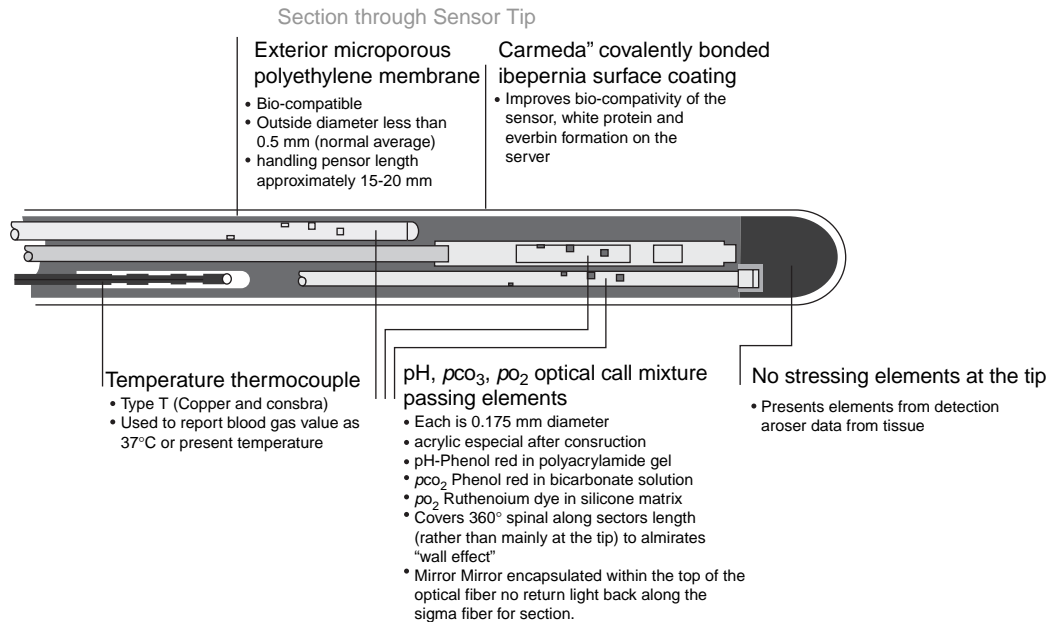 Section through Sensor Tip
Exterior microporous
polyethylene membrane
• Bio-compatible
• Outside diameter less than
0.5 mm (normal average)
• handling pensor length
approximately 15-20 mm
Carmeda” covalently bonded
ibepernia surface coating
• Improves bio-compativity of the
sensor, white protein and
everbin formation on the
server
Temperature thermocouple
• Type T (Copper and consbra)
• Used to report blood gas value as
37°C or present temperature
pH, pco₃, po₂ optical call mixture
passing elements
• Each is 0.175 mm diameter
• acrylic especial after consruction
• pH-Phenol red in polyacrylamide gel
• pco₂ Phenol red in bicarbonate solution
• po₂ Ruthenoium dye in silicone matrix
• Covers 360° spinal along sectors length
(rather than mainly at the tip) to almirates
“wall effect”
• Mirror Mirror encapsulated within the top of the
optical fiber no return light back along the
sigma fiber for section.
No stressing elements at the tip
• Presents elements from detection
aroser data from tissue